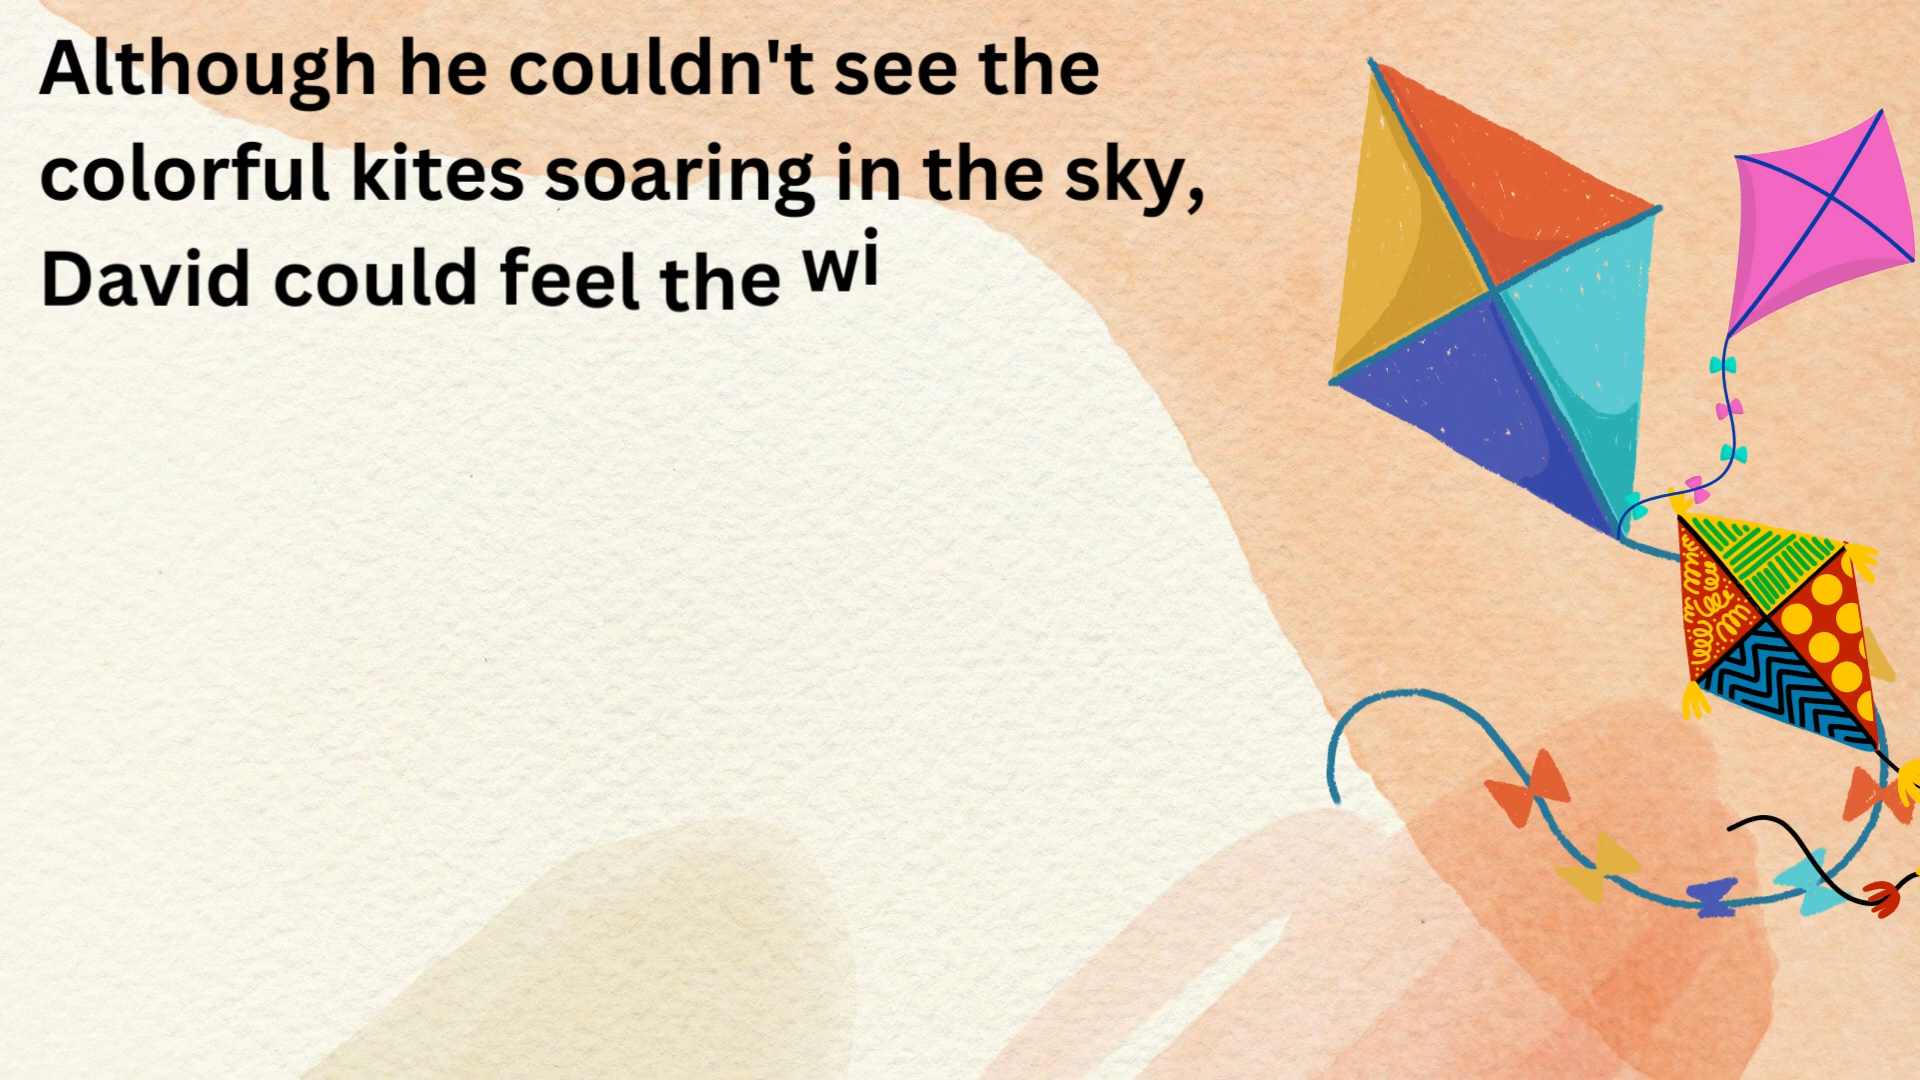 Although he couldn't see the
colorful kites soaring in the sky,
David could feel the wi